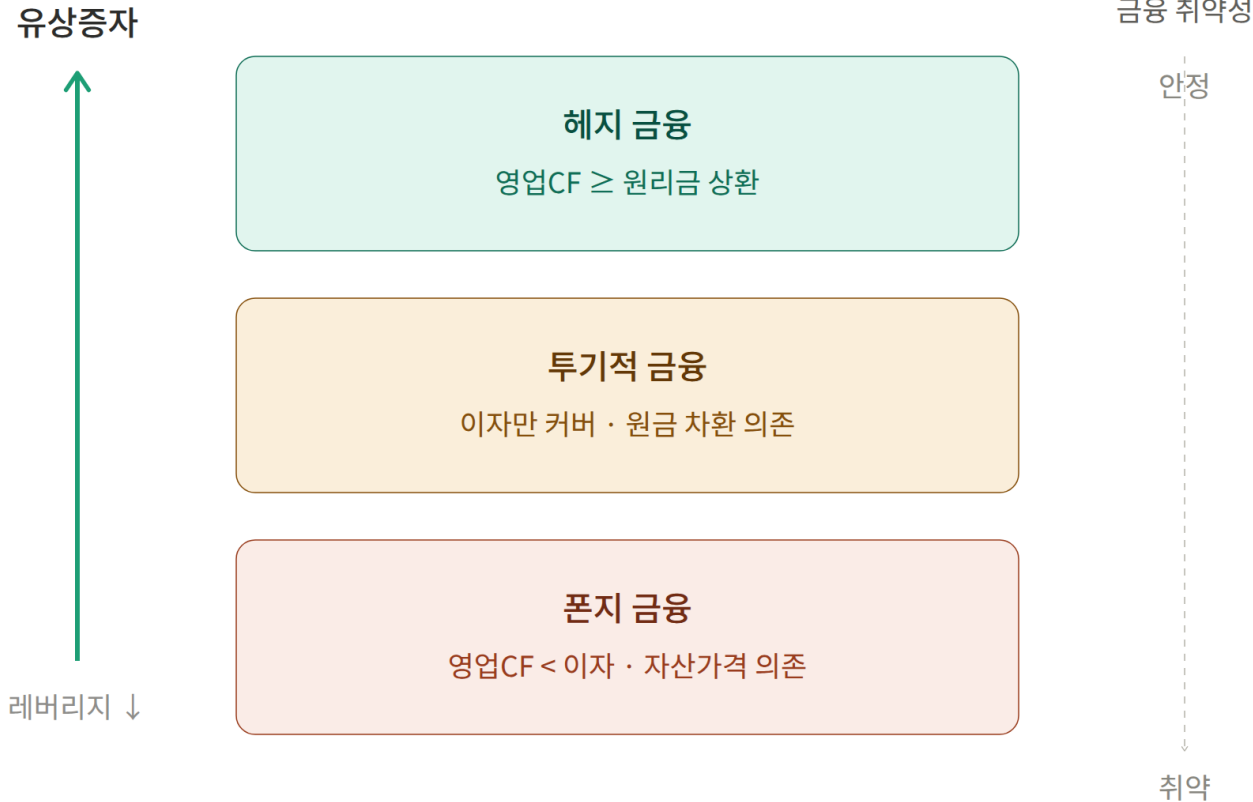 유상증자
금융 취약성
안정
헤지 금융
영업CF ≥ 원리금 상환
투기적 금융
이자만 커버 · 원금 차환 의존
폰지 금융
영업CF < 이자 · 자산가격 의존
레버리지 ↓
취약